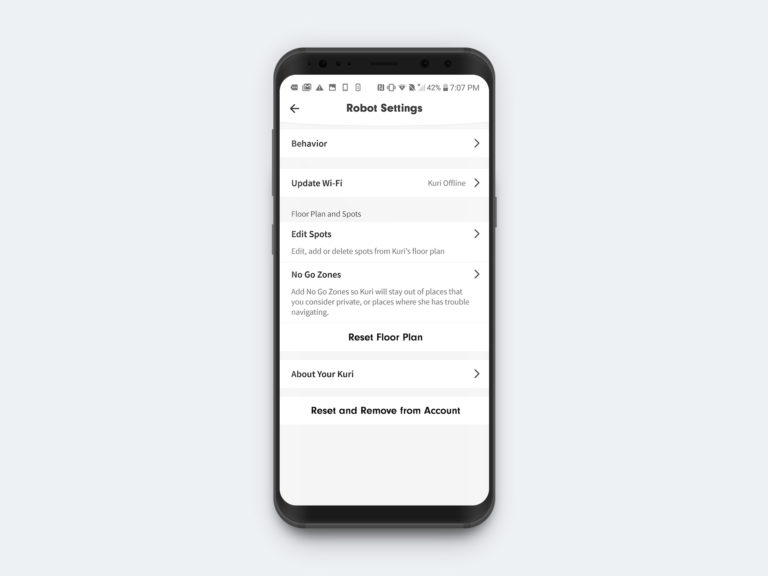 42% 7:07 PM
Robot Settings
Behavior
Update Wi-Fi Kuri Offline
Floor Plan and Spots
Edit Spots
Edit, add or delete spots from Kuri's floor plan
No Go Zones
Add No Go Zones so Kuri will stay out of places that
you consider private, or places where she has trouble
navigating.
Reset Floor Plan
About Your Kuri
Reset and Remove from Account